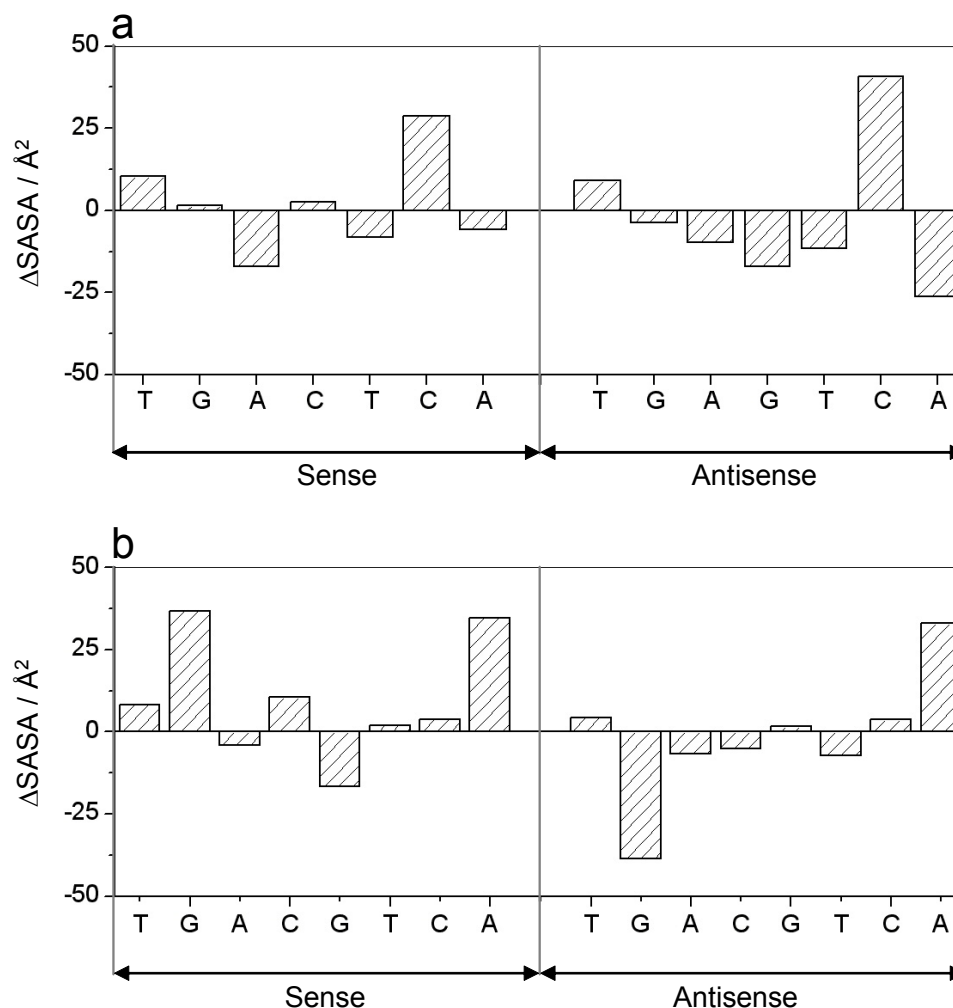 a
ΔSASA / Å²
50
25
0
-25
-50
T G A C T C A T G A G T C A
Sense Antisense
b
ΔSASA / Å²
50
25
0
-25
-50
T G A C G T C A T G A C G T C A
Sense Antisense